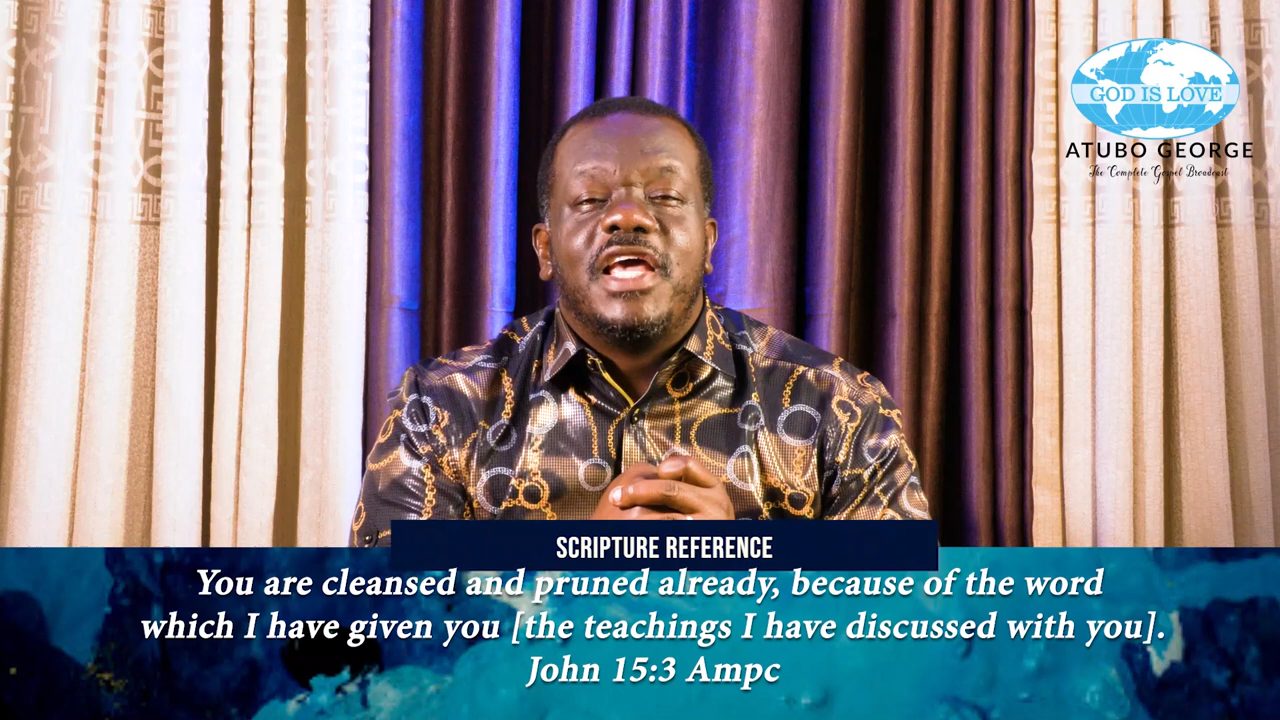 GOD IS LOVE
ATUBO GEORGE
The Complete Gospel Broadcast
SCRIPTURE REFERENCE
You are cleansed and pruned already, because of the word
which I have given you [the teachings I have discussed with you].
John 15:3 Ampc